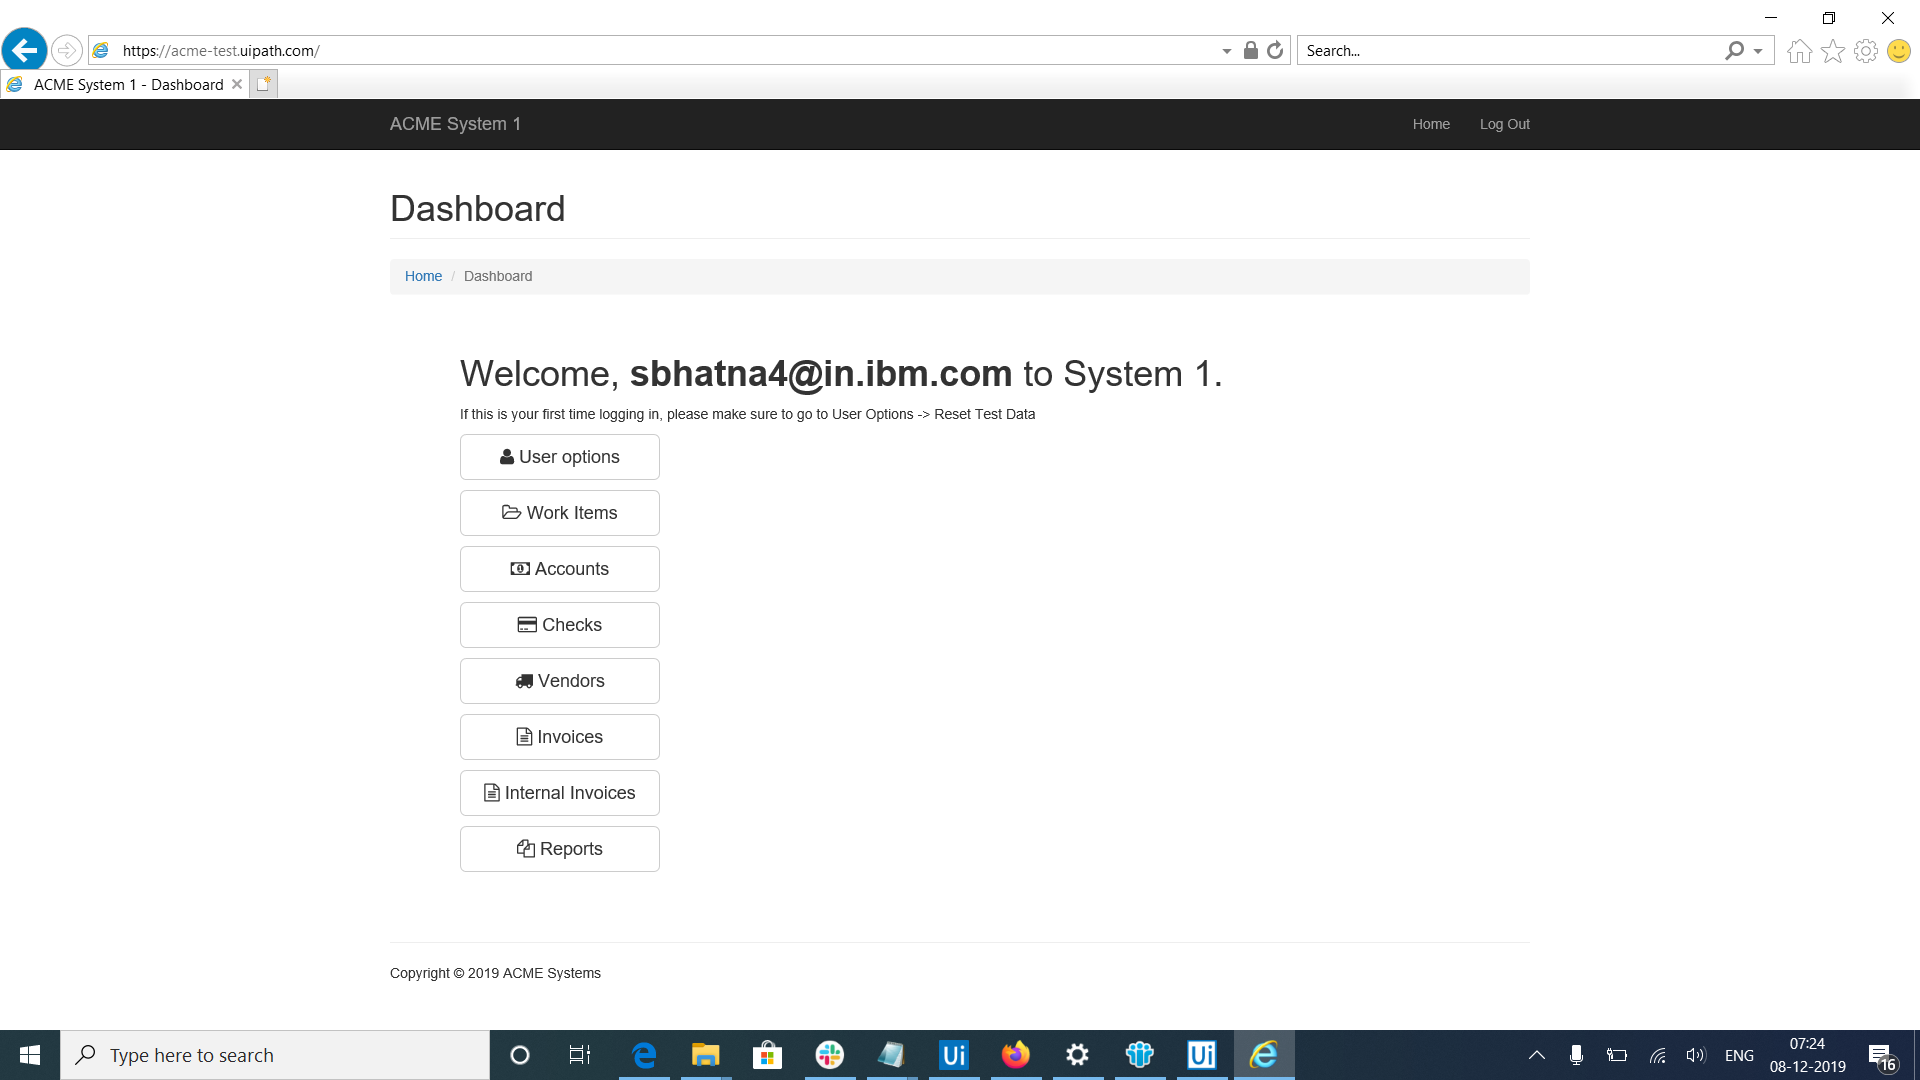 https://acme-test.uipath.com/
Search...
ACME System 1 - Dashboard
ACME System 1
Home
Log Out
Dashboard
Home / Dashboard
Welcome, sbhatna4@in.ibm.com to System 1.
If this is your first time logging in, please make sure to go to User Options -> Reset Test Data
User options
Work Items
Accounts
Checks
Vendors
Invoices
Internal Invoices
Reports
Copyright © 2019 ACME Systems
Type here to search
Ui
Ui
ENG
07:24
08-12-2019
16